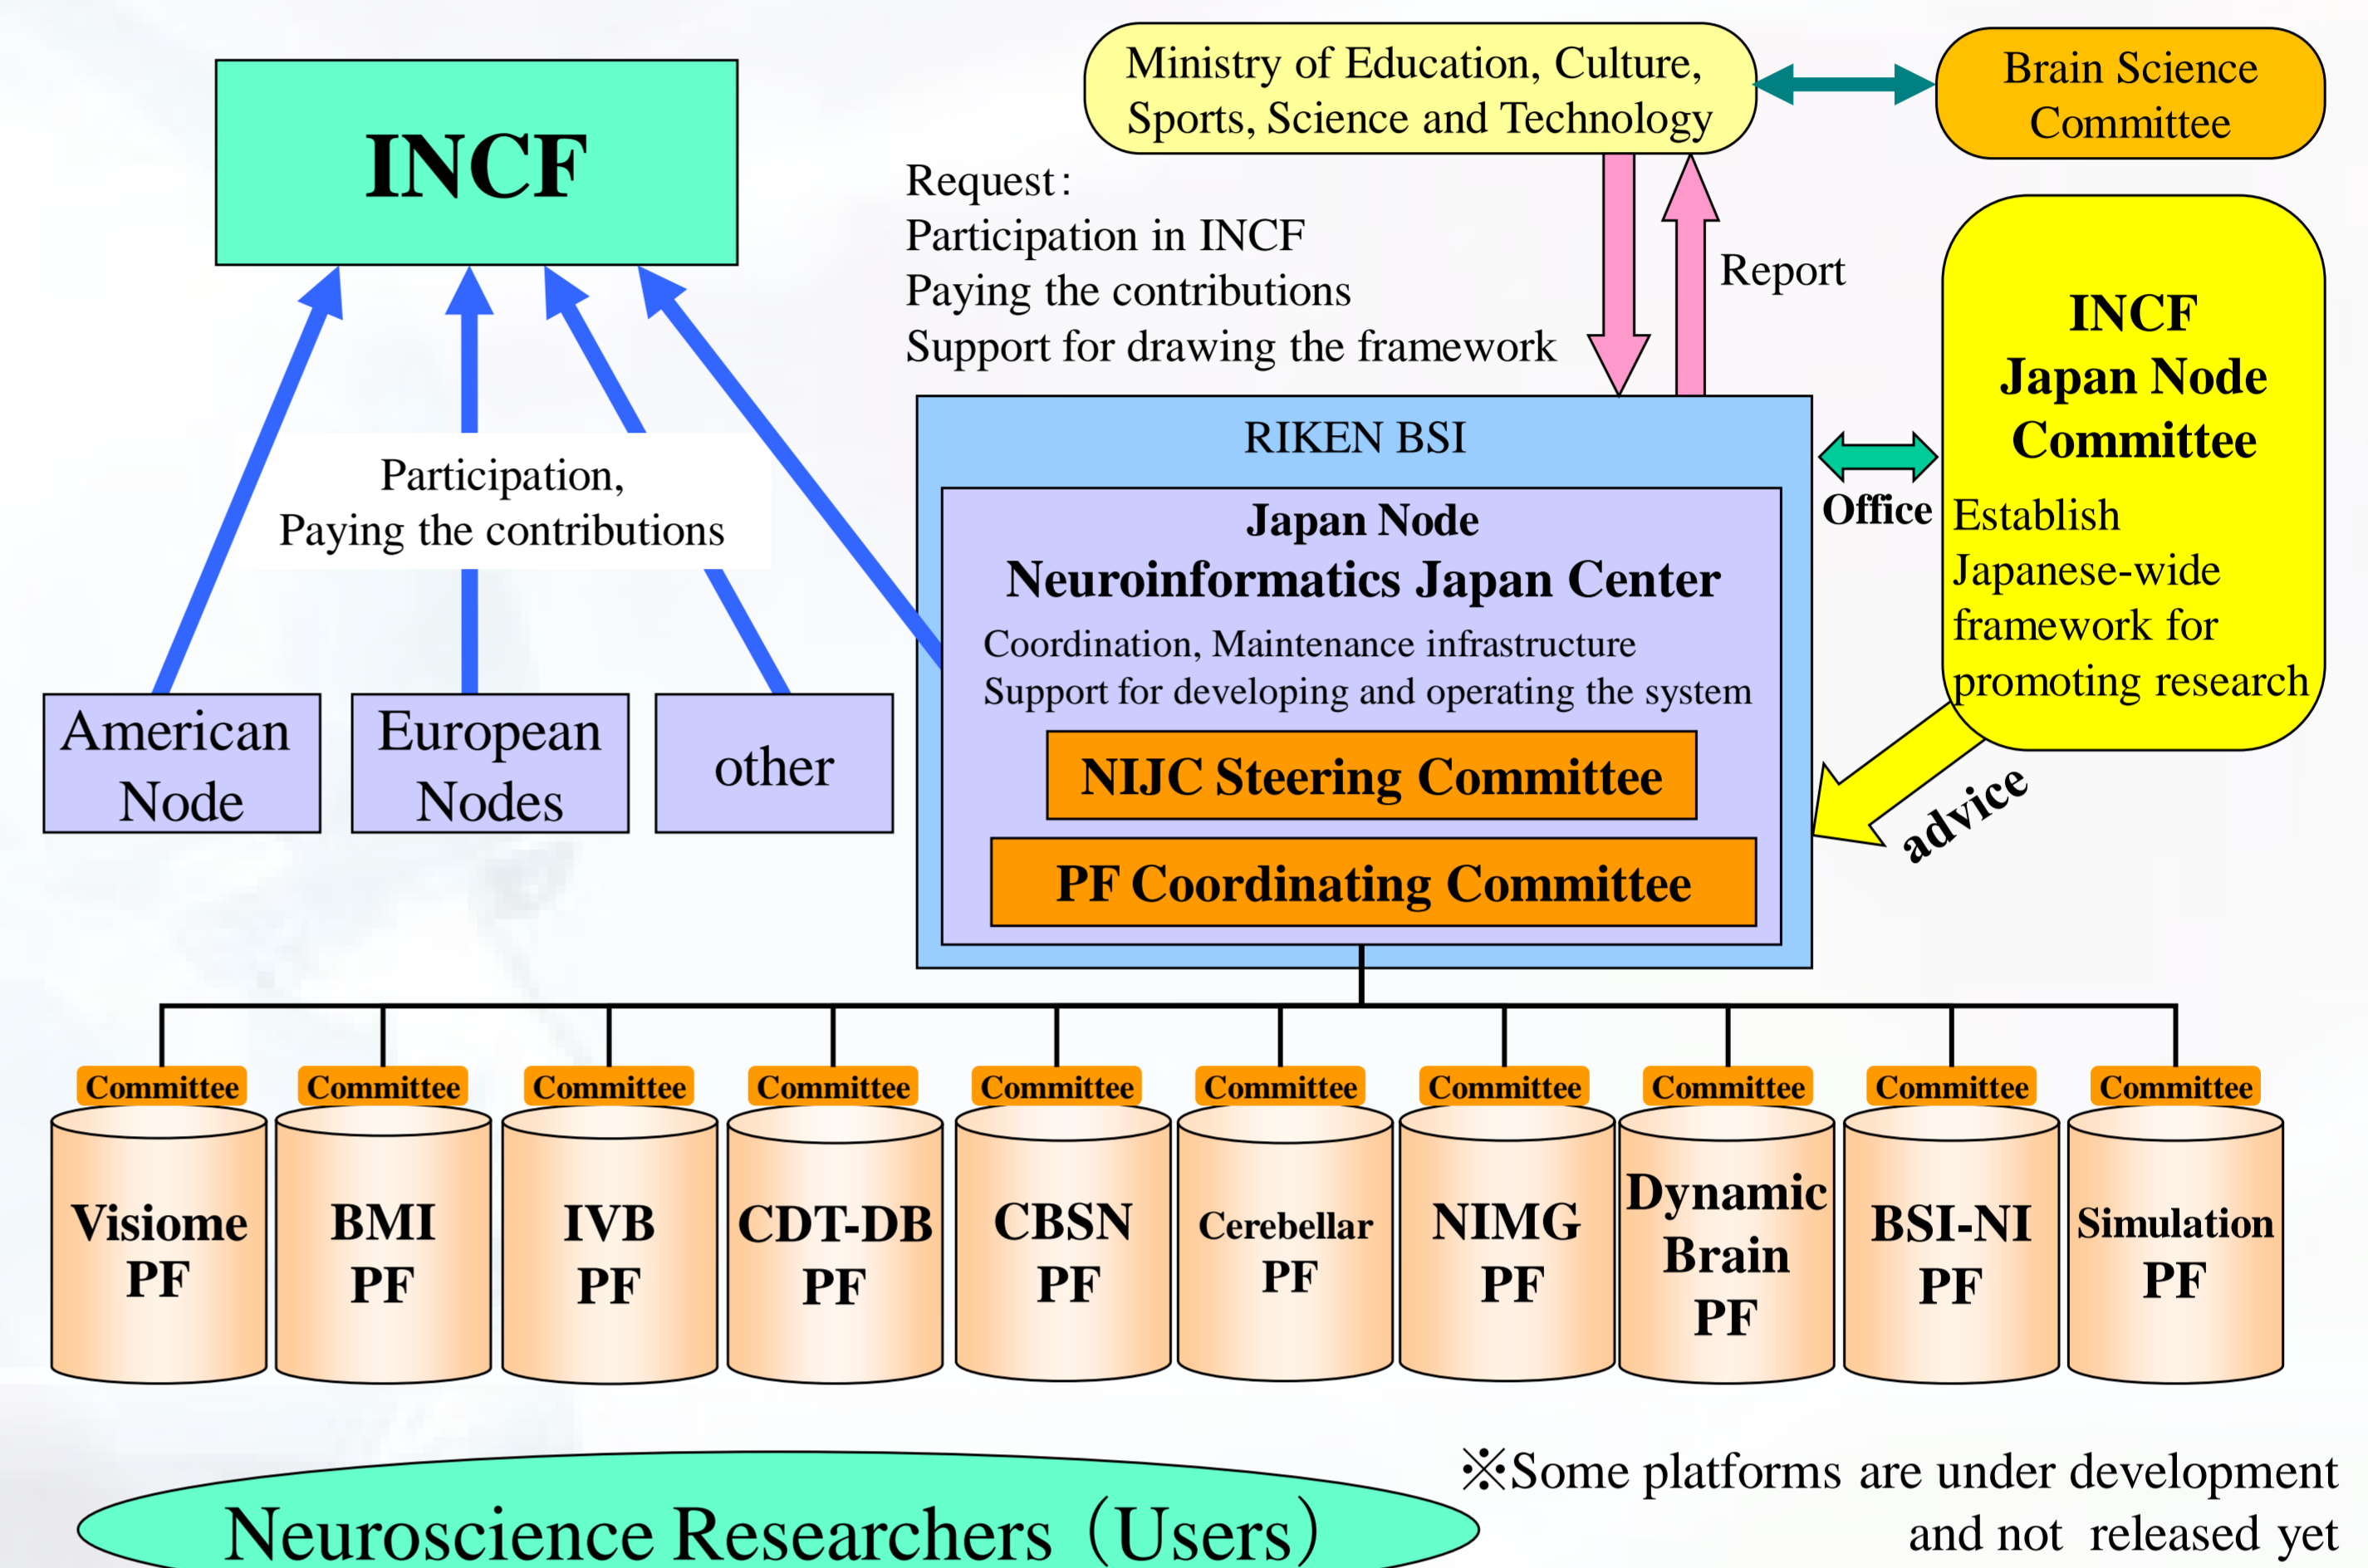 INCF
Ministry of Education, Culture,
Sports, Science and Technology
Brain Science
Committee
Request:
Participation in INCF
Paying the contributions
Support for drawing the framework
Report
INCF
Japan Node
Committee
Establish
Japanese-wide
framework for
promoting research
Office
advice
Participation,
Paying the contributions
American
Node
European
Nodes
other
RIKEN BSI
Japan Node
Neuroinformatics Japan Center
Coordination, Maintenance infrastructure
Support for developing and operating the system
NIJC Steering Committee
PF Coordinating Committee
Committee
Visiome
PF
Committee
BMI
PF
Committee
IVB
PF
Committee
CDT-DB
PF
Committee
CBSN
PF
Committee
Cerebellar
PF
Committee
NIMG
PF
Committee
Dynamic
Brain
PF
Committee
BSI-NI
PF
Committee
Simulation
PF
Neuroscience Researchers（Users）
※Some platforms are under development
and not released yet